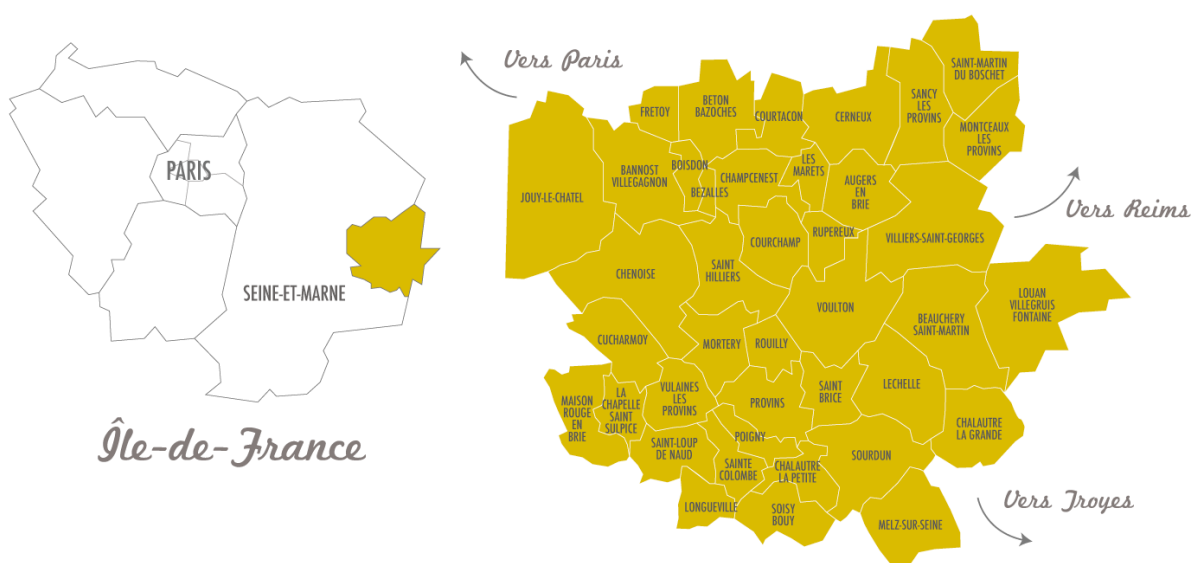 PARIS
SEINE-ET-MARNE
Île-de-France
Vers Paris
Vers Reims
Vers Troyes
SAINT-MARTIN
DU BOSCHET
SANCY
LES
PROVINS
MONTCEAUX
LES
PROVINS
FRETOY
BETON
BAZOCHES
COURTACON
CERNEUX
JOUY-LE-CHATEL
BANNOST
VILLEGAGNON
BOISDON
BEZALLES
CHAMPCENEST
LES
MARETS
AUGERS
EN
BRIE
COURCHAMP
RUPEREUX
VILLIERS-SAINT-GEORGES
CHENOISE
SAINT
HILLIERS
VOULTON
BEAUCHERY
SAINT-MARTIN
LOUAN
VILLEGRUIS
FONTAINE
CUCHARMOY
MORTERY
ROUILLY
MAISON
ROUGE
EN
BRIE
LA
CHAPELLE
SAINT
SULPICE
VULAINES
LES
PROVINS
PROVINS
SAINT
BRICE
LECHELLE
CHALAUTRE
LA GRANDE
SAINT-LOUP
DE NAUD
POIGNY
SAINTE
COLOMBE
CHALAUTRE
LA PETITE
SOURDUN
LONGUEVILLE
SOISY
BOUY
MELZ-SUR-SEINE